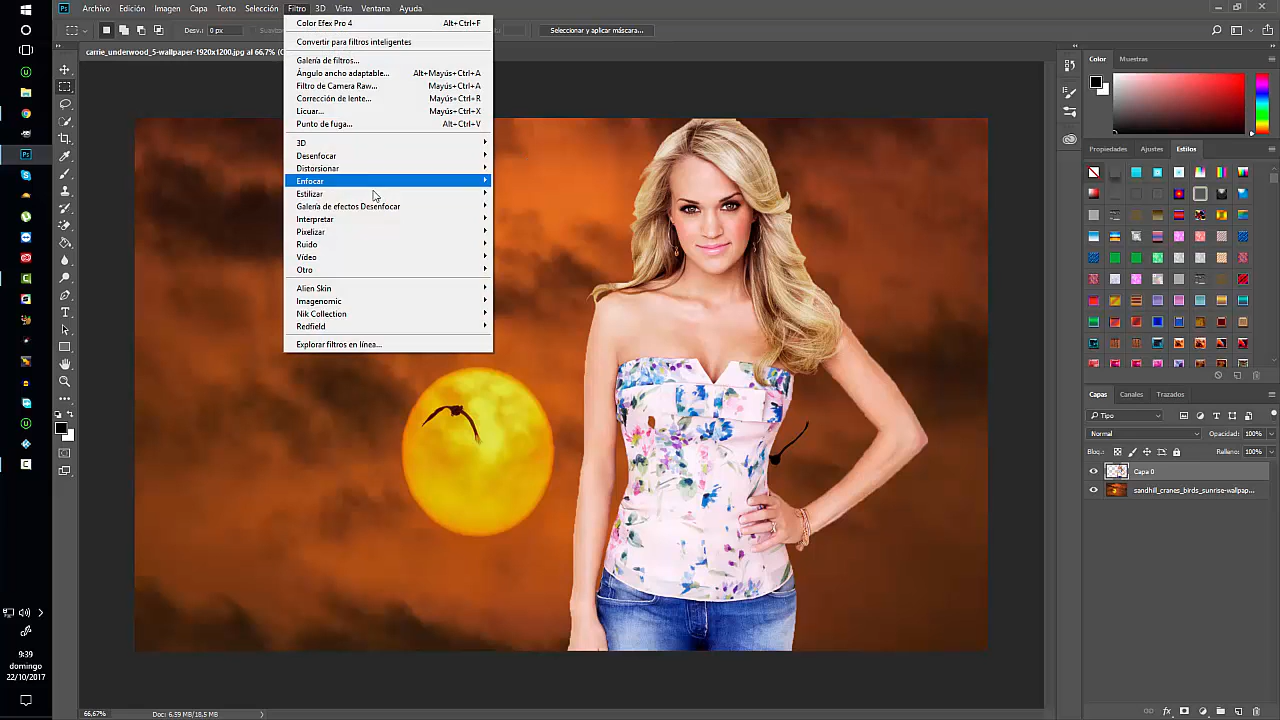 Archivo Edición Imagen Capa Texto Selección Filtro 3D Vista Ventana Ayuda
Desv.: 0 px Suaviza
Seleccionar y aplicar máscara...
carrie_underwood_5-wallpaper-1920x1200.jpg al 66,7% (C
Color Efex Pro 4 Alt+Ctrl+F
Convertir para filtros inteligentes
Galería de filtros...
Ángulo ancho adaptable... Alt+Mayús+Ctrl+A
Filtro de Camera Raw... Mayús+Ctrl+A
Corrección de lente... Mayús+Ctrl+R
Licuar... Mayús+Ctrl+X
Punto de fuga... Alt+Ctrl+V
3D
Desenfocar
Distorsionar
Enfocar
Estilizar
Galería de efectos Desenfocar
Interpretar
Pixelizar
Ruido
Vídeo
Otro
Alien Skin
Imagenomic
Nik Collection
Redfield
Explorar filtros en línea...
Color Muestras
Propiedades Ajustes Estilos
Capas Canales Trazados
Tipo
Normal Opacidad: 100%
Bloq.: Relleno: 100%
Capa 0
sandhill_cranes_birds_sunrise-wallpap...
9:39
domingo
22/10/2017
66,67% Doc: 6.59 MB/18.5 MB